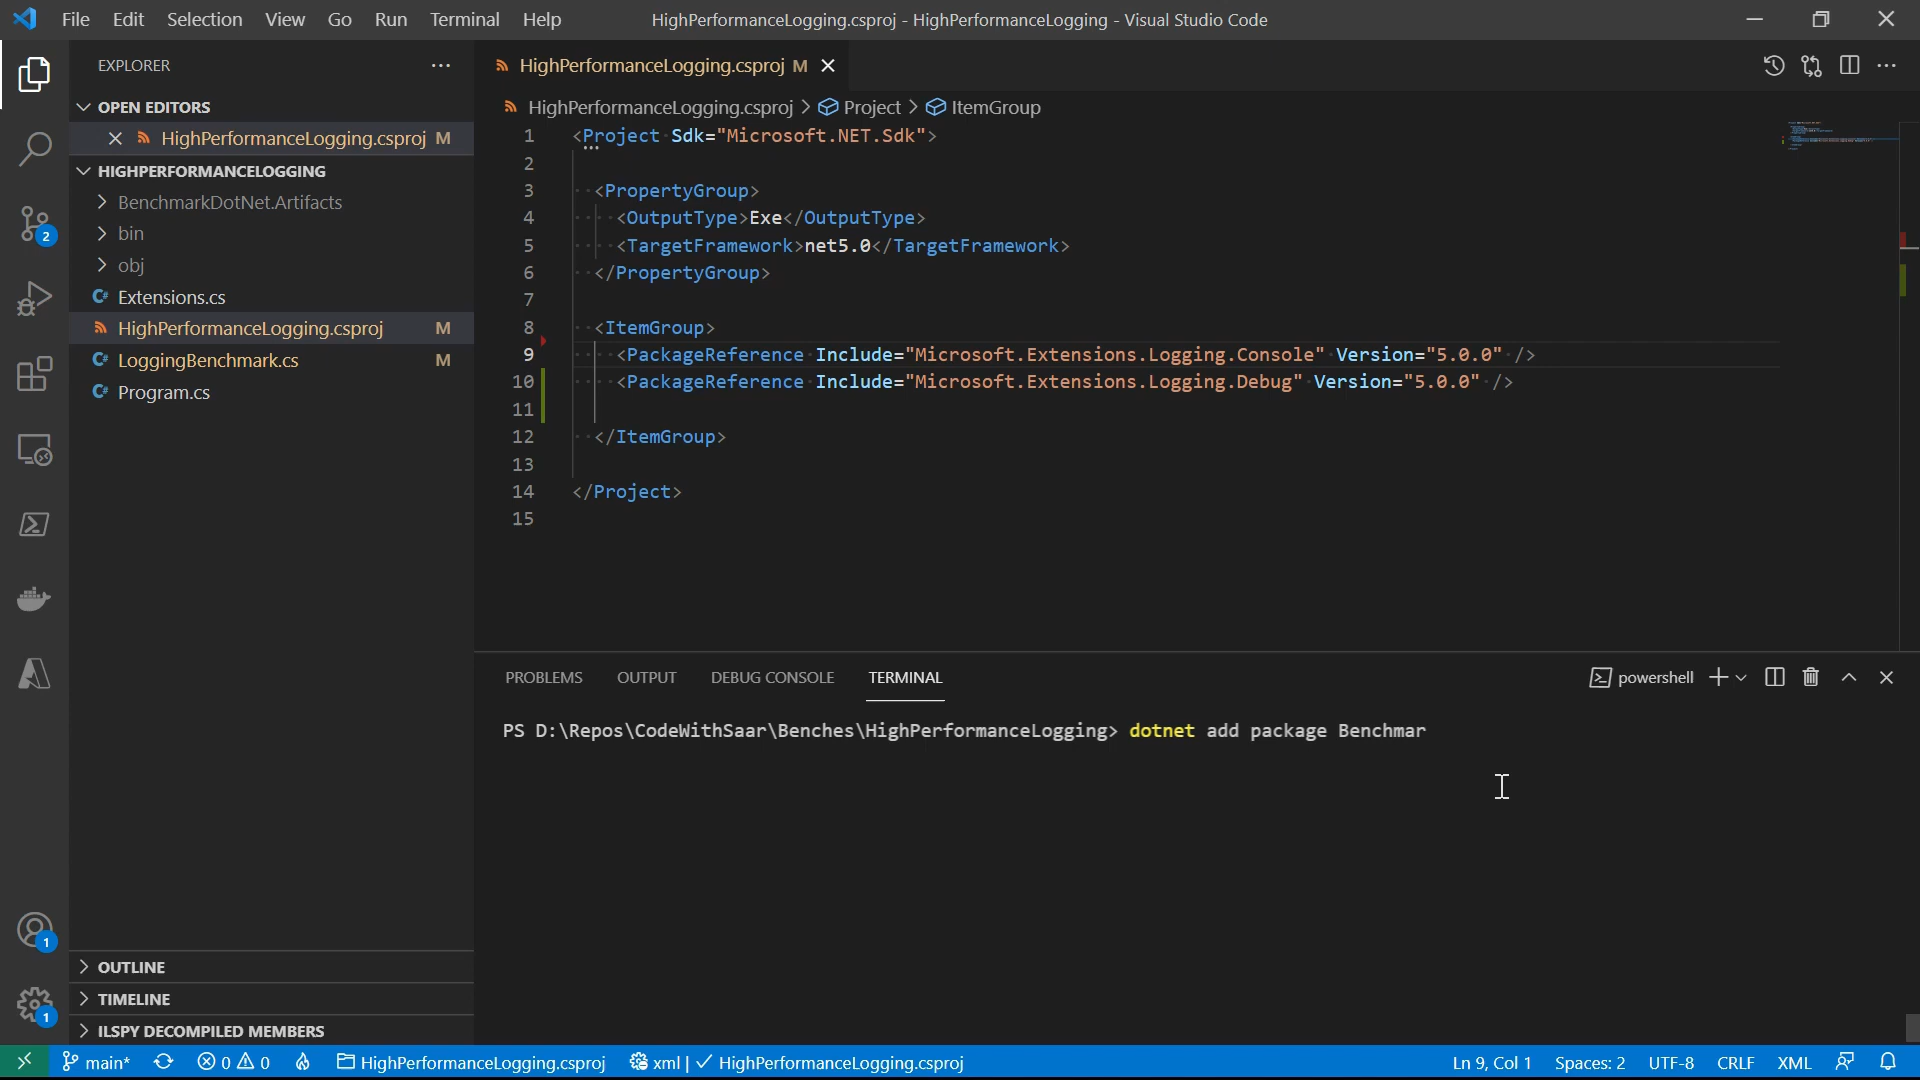 File Edit Selection View Go Run Terminal Help HighPerformanceLogging.csproj - HighPerformanceLogging - Visual Studio Code
EXPLORER
OPEN EDITORS
HighPerformanceLogging.csproj M
HIGHPERFORMANCELOGGING
BenchmarkDotNet.Artifacts
bin
obj
Extensions.cs
HighPerformanceLogging.csproj M
LoggingBenchmark.cs M
Program.cs
OUTLINE
TIMELINE
ILSPY DECOMPILED MEMBERS
2
1
1
HighPerformanceLogging.csproj M
HighPerformanceLogging.csproj > Project > ItemGroup
1 <Project Sdk="Microsoft.NET.Sdk">
2
3 <PropertyGroup>
4 <OutputType>Exe</OutputType>
5 <TargetFramework>net5.0</TargetFramework>
6 </PropertyGroup>
7
8 <ItemGroup>
9 <PackageReference Include="Microsoft.Extensions.Logging.Console" Version="5.0.0" />
10 <PackageReference Include="Microsoft.Extensions.Logging.Debug" Version="5.0.0" />
11
12 </ItemGroup>
13
14 </Project>
15
PROBLEMS OUTPUT DEBUG CONSOLE TERMINAL powershell
PS D:\Repos\CodeWithSaar\Benches\HighPerformanceLogging> dotnet add package Benchmar
main* 0 0 HighPerformanceLogging.csproj xml | HighPerformanceLogging.csproj Ln 9, Col 1 Spaces: 2 UTF-8 CRLF XML